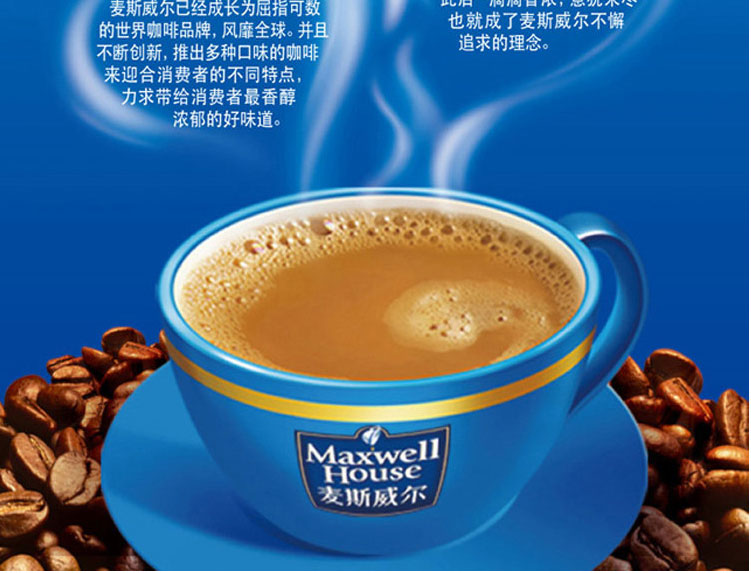 麦斯威尔已经成长为屈指可数
的世界咖啡品牌，风靡全球。并且
不断创新，推出多种口味的咖啡
来迎合消费者的不同特点，
力求带给消费者最香醇
浓郁的好味道。
也就成了麦斯威尔不懈
追求的理念。
Maxwell
House
麦斯威尔